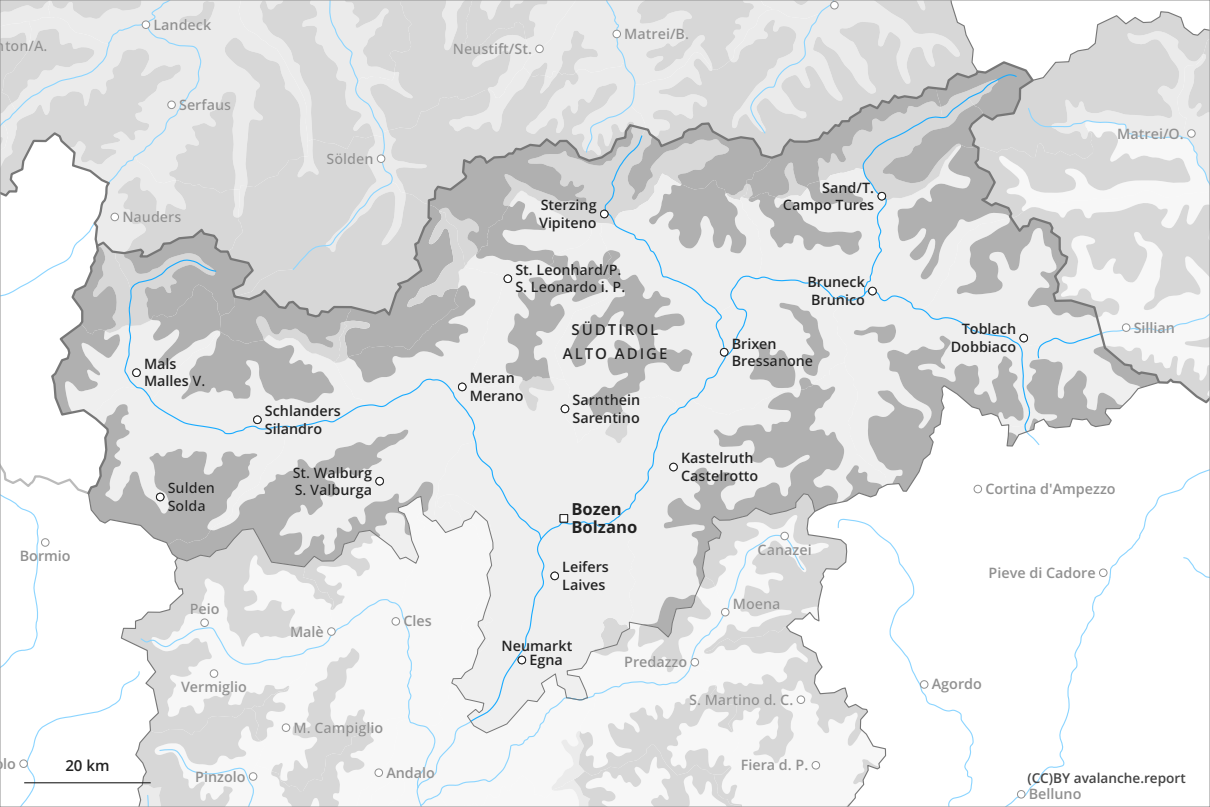 Landeck
Matrei/B.
nton/A.
Neustift/St.
Serfaus
Matrei/O.
Sölden
Sand/T.
Campo Tures
Nauders
Sterzing
Vipiteno
St. Leonhard/P.
S. Leonardo i. P.
Bruneck
Brunico
SÜDTIROL
ALTO ADIGE
Toblach
Dobbiaco
Sillian
Brixen
Bressanone
Mals
Malles V.
Meran
Merano
Sarnthein
Sarentino
Schlanders
Silandro
Kastelruth
Castelrotto
St. Walburg
S. Valburga
Sulden
Solda
Cortina d'Ampezzo
Bozen
Bolzano
Bormio
Canazei
Leifers
Laives
Pieve di Cadore
Peio
Moena
Malè
Cles
Neumarkt
Egna
Predazzo
Vermiglio
Agordo
S. Martino d. C.
M. Campiglio
20 km
Fiera d. P.
olo
Pinzolo
Andalo
(CC)BY avalanche.report
Belluno